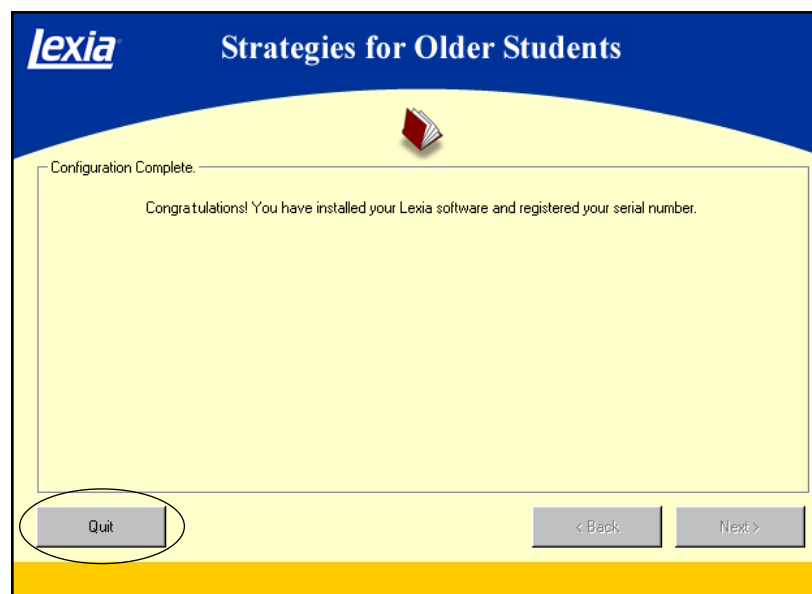 lexia
Strategies for Older Students
Configuration Complete.
Congratulations! You have installed your Lexia software and registered your serial number.
Quit
< Back
Next >